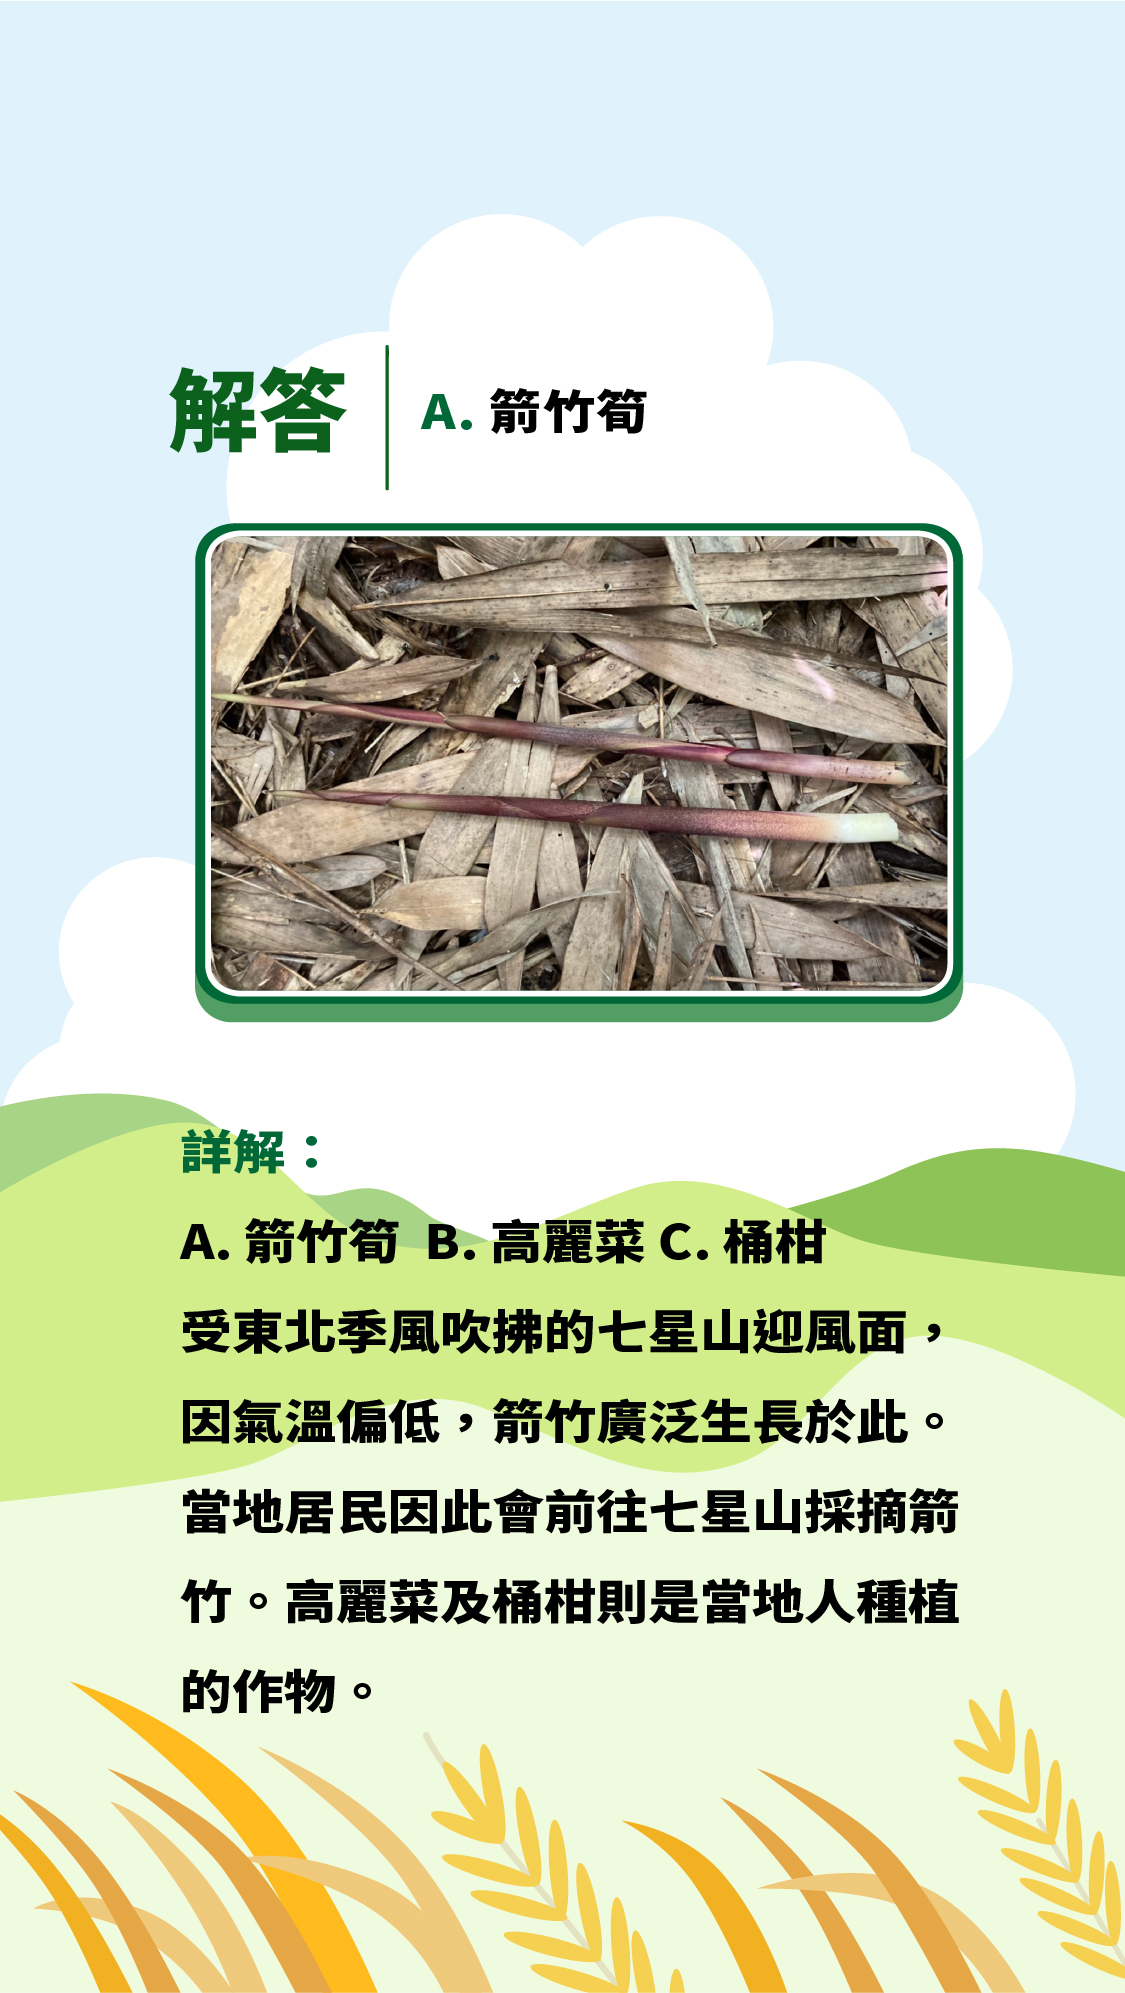 解答
A. 箭竹筍
詳解：
A. 箭竹筍 B. 高麗菜 C. 桶柑
受東北季風吹拂的七星山迎風面，
因氣溫偏低，箭竹廣泛生長於此。
當地居民因此會前往七星山採摘箭
竹。高麗菜及桶柑則是當地人種植
的作物。